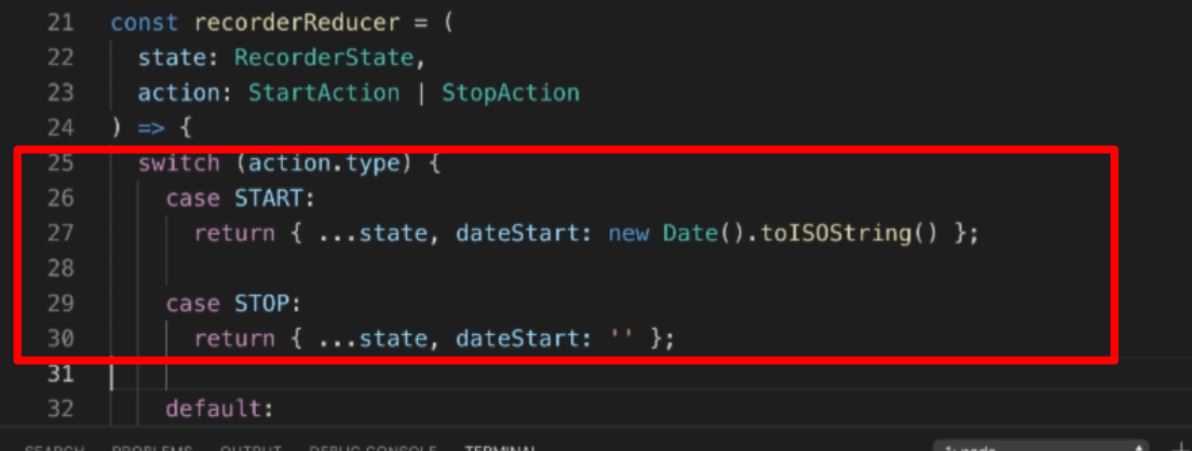 21 const recorderReducer = (
22 state: RecorderState,
23 action: StartAction | StopAction
24 ) => {
25 switch (action.type) {
26 case START:
27 return { ...state, dateStart: new Date().toISOString() };
28
29 case STOP:
30 return { ...state, dateStart: '' };
31
32 default:
SEARCH PROBLEMS OUTPUT DEBUG CONSOLE TERMINAL 1: node